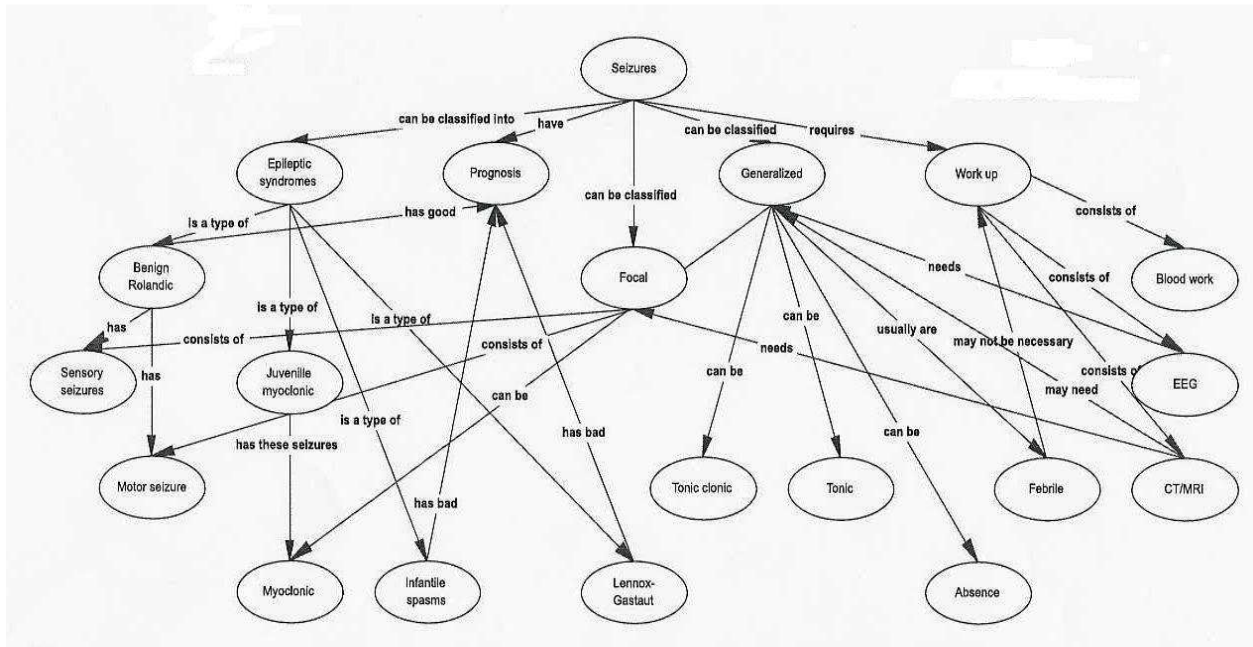 Seizures
can be classified into
have
can be classified
requires
Epileptic
syndromes
Prognosis
Generalized
Work up
is a type of
has good
can be classified
consists of
Benign
Rolandic
Focal
needs
consists of
Blood work
is a type of
is a type of
can be
usually are
may not be necessary
has
consists of
consists of
needs
Sensory
seizures
has
Juvenille
myoclonic
can be
can be
consists of
may need
EEG
is a type of
has these seizures
has bad
can be
Motor seizure
has bad
Tonic clonic
Tonic
Febrile
CT/MRI
Myoclonic
Infantile
spasms
Lennox-
Gastaut
Absence